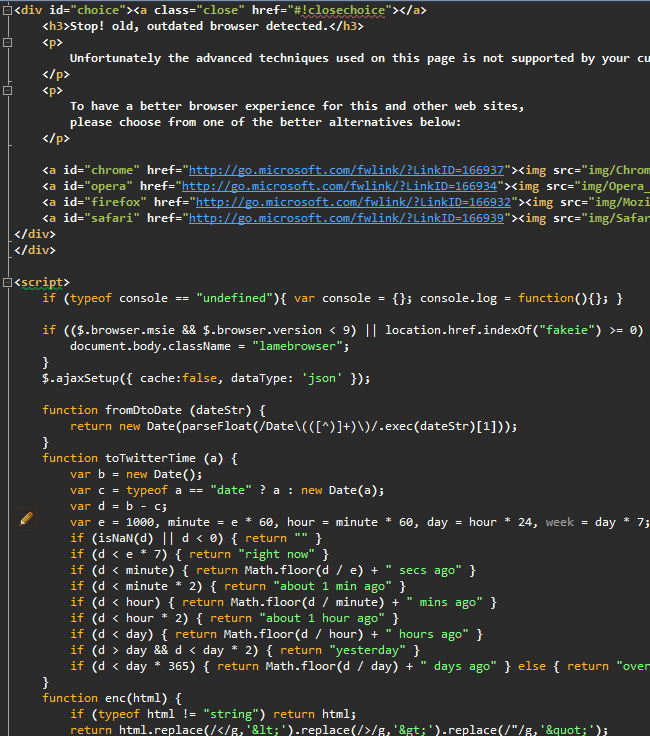 <div id="choice"><a class="close" href="#!closechoice"></a>
<h3>Stop! old, outdated browser detected.</h3>
<p>
Unfortunately the advanced techniques used on this page is not supported by your cu
</p>
<p>
To have a better browser experience for this and other web sites,
please choose from one of the better alternatives below:
</p>
<a id="chrome" href="http://go.microsoft.com/fwlink/?LinkID=166937"><img src="img/Chrom
<a id="opera" href="http://go.microsoft.com/fwlink/?LinkID=166934"><img src="img/Opera_
<a id="firefox" href="http://go.microsoft.com/fwlink/?LinkID=166932"><img src="img/Mozi
<a id="safari" href="http://go.microsoft.com/fwlink/?LinkID=166939"><img src="img/Safar
</div>
</div>
<script>
if (typeof console == "undefined"){ var console = {}; console.log = function(){}; }
if (($.browser.msie && $.browser.version < 9) || location.href.indexOf("fakeie") >= 0)
document.body.className = "lamebrowser";
}
$.ajaxSetup({ cache:false, dataType: 'json' });
function fromDtoDate (dateStr) {
return new Date(parseFloat(/Date\(([^)]+)\)/.exec(dateStr)[1]));
}
function toTwitterTime (a) {
var b = new Date();
var c = typeof a == "date" ? a : new Date(a);
var d = b - c;
var e = 1000, minute = e * 60, hour = minute * 60, day = hour * 24, week = day * 7;
if (isNaN(d) || d < 0) { return "" }
if (d < e * 7) { return "right now" }
if (d < minute) { return Math.floor(d / e) + " secs ago" }
if (d < minute * 2) { return "about 1 min ago" }
if (d < hour) { return Math.floor(d / minute) + " mins ago" }
if (d < hour * 2) { return "about 1 hour ago" }
if (d < day) { return Math.floor(d / hour) + " hours ago" }
if (d > day && d < day * 2) { return "yesterday" }
if (d < day * 365) { return Math.floor(d / day) + " days ago" } else { return "over
}
function enc(html) {
if (typeof html != "string") return html;
return html.replace(/</g,'&lt;').replace(/>/g,'&gt;').replace(/"/g,'&quot;');